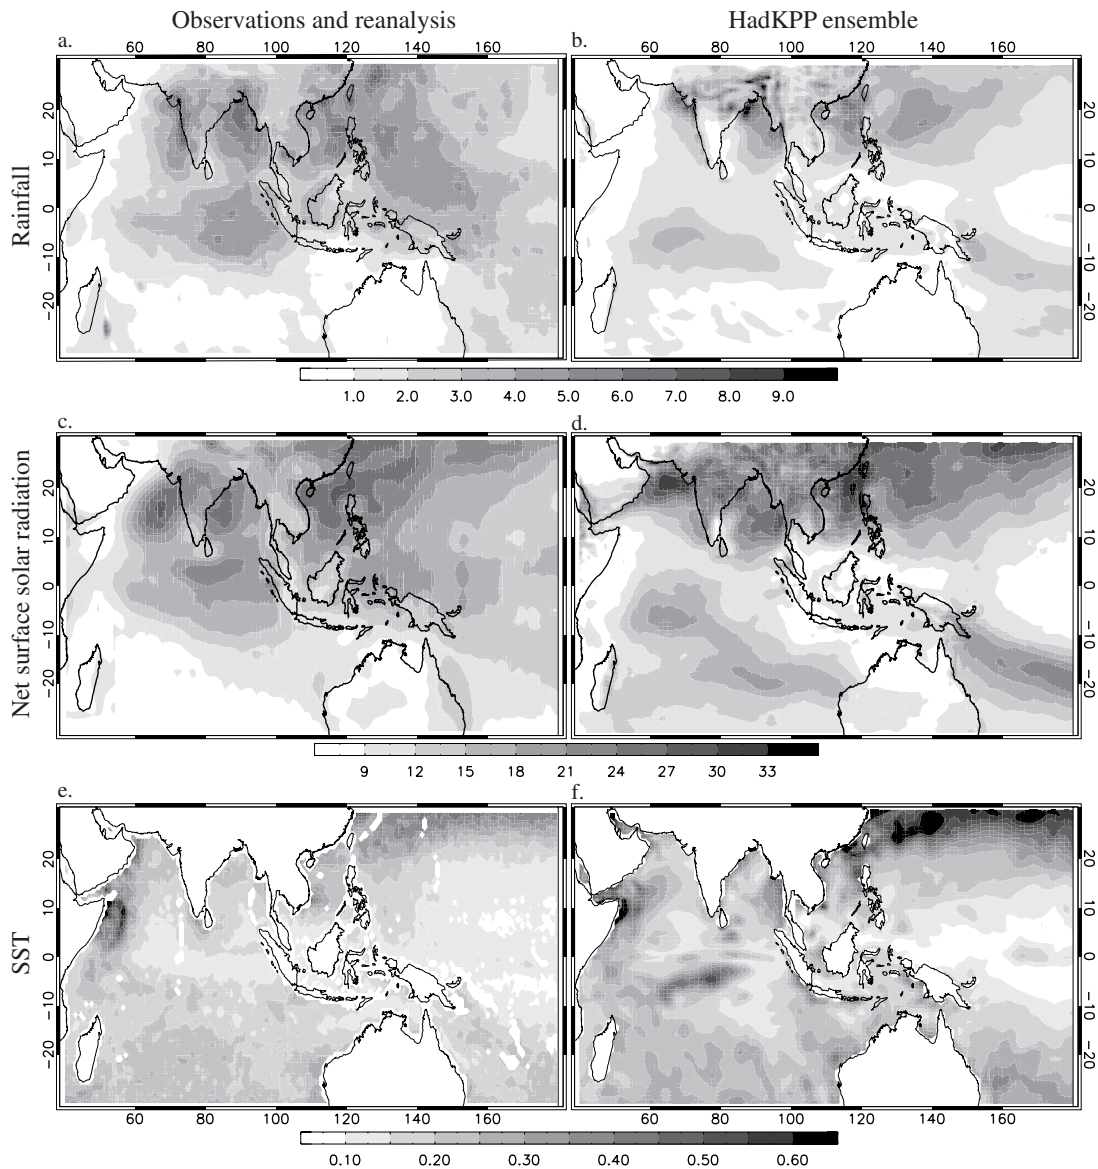 Observations and reanalysis
HadKPP ensemble
a.
60 80 100 120 140 160
b.
60 80 100 120 140 160
Rainfall
20
10
0
-10
-20
20
10
0
-10
-20
1.0 2.0 3.0 4.0 5.0 6.0 7.0 8.0 9.0
c.
d.
Net surface solar radiation
20
10
0
-10
-20
20
10
0
-10
-20
9 12 15 18 21 24 27 30 33
e.
f.
SST
20
10
0
-10
-20
20
10
0
-10
-20
60 80 100 120 140 160
60 80 100 120 140 160
0.10 0.20 0.30 0.40 0.50 0.60